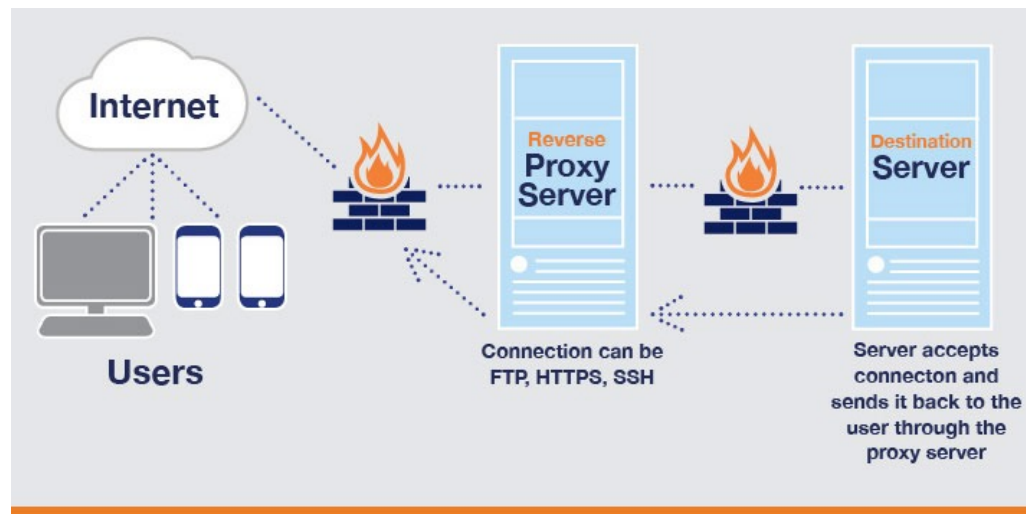 Internet
Users
Reverse
Proxy
Server
Connection can be
FTP, HTTPS, SSH
Destination
Server
Server accepts
connecton and
sends it back to the
user through the
proxy server